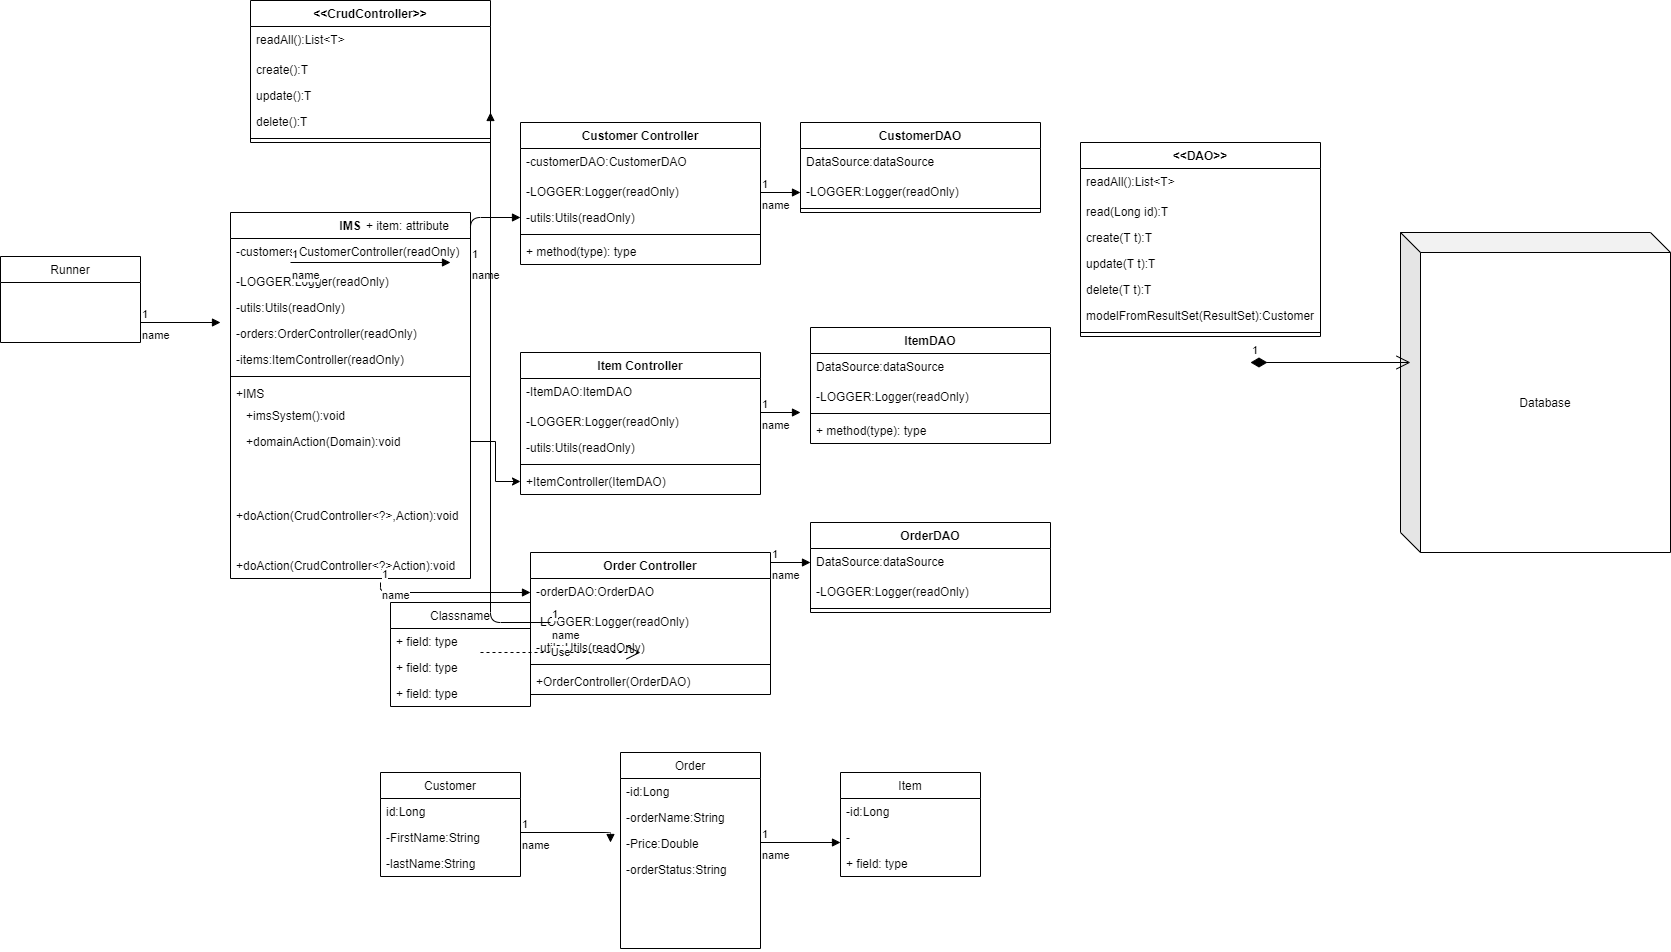 <<CrudController>>
readAll():List<T>
create():T
update():T
delete():T
Customer Controller
-customerDAO:CustomerDAO
-LOGGER:Logger(readOnly)
-utils:Utils(readOnly)
+ method(type): type
1
name
CustomerDAO
DataSource:dataSource
-LOGGER:Logger(readOnly)
<<DAO>>
readAll():List<T>
read(Long id):T
create(T t):T
update(T t):T
delete(T t):T
modelFromResultSet(ResultSet):Customer
1
Database
Runner
1
name
IMS
+ item: attribute
-customers:CustomerController(readOnly)
1
name
-LOGGER:Logger(readOnly)
-utils:Utils(readOnly)
-orders:OrderController(readOnly)
-items:ItemController(readOnly)
+IMS
+imsSystem():void
+domainAction(Domain):void
+doAction(CrudController<?>,Action):void
+doAction(CrudController<?>Action):void
1
name
1
name
Item Controller
-ItemDAO:ItemDAO
-LOGGER:Logger(readOnly)
-utils:Utils(readOnly)
+ItemController(ItemDAO)
1
name
ItemDAO
DataSource:dataSource
-LOGGER:Logger(readOnly)
+ method(type): type
Order Controller
-orderDAO:OrderDAO
-LOGGER:Logger(readOnly)
-utils:Utils(readOnly)
+OrderController(OrderDAO)
1
name
Use
1
name
OrderDAO
DataSource:dataSource
-LOGGER:Logger(readOnly)
Classname
+ field: type
+ field: type
+ field: type
Customer
id:Long
-FirstName:String
-lastName:String
1
name
Order
-id:Long
-orderName:String
-Price:Double
-orderStatus:String
1
name
Item
-id:Long
-
+ field: type